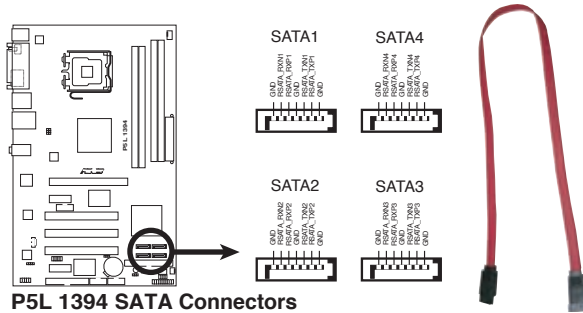 SATA1
GND
RSATA_RXN1
RSATA_RXP1
GND
RSATA_TXN1
RSATA_TXP1
GND
SATA4
GND
RSATA_RXN4
RSATA_RXP4
GND
RSATA_TXN4
RSATA_TXP4
GND
P5L 1394
ASUS
SATA2
GND
RSATA_RXN2
RSATA_RXP2
GND
RSATA_TXN2
RSATA_TXP2
GND
SATA3
GND
RSATA_RXN3
RSATA_RXP3
GND
RSATA_TXN3
RSATA_TXP3
GND
P5L 1394 SATA Connectors